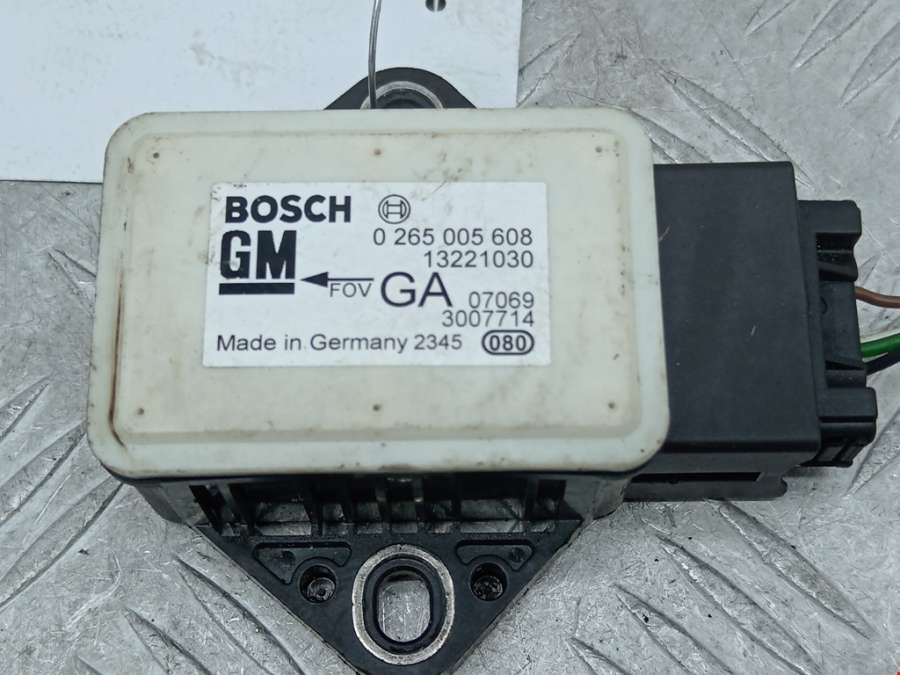 BOSCH
0 265 005 608
GM
13221030
FOV GA 07069
3007714
Made in Germany 2345 080